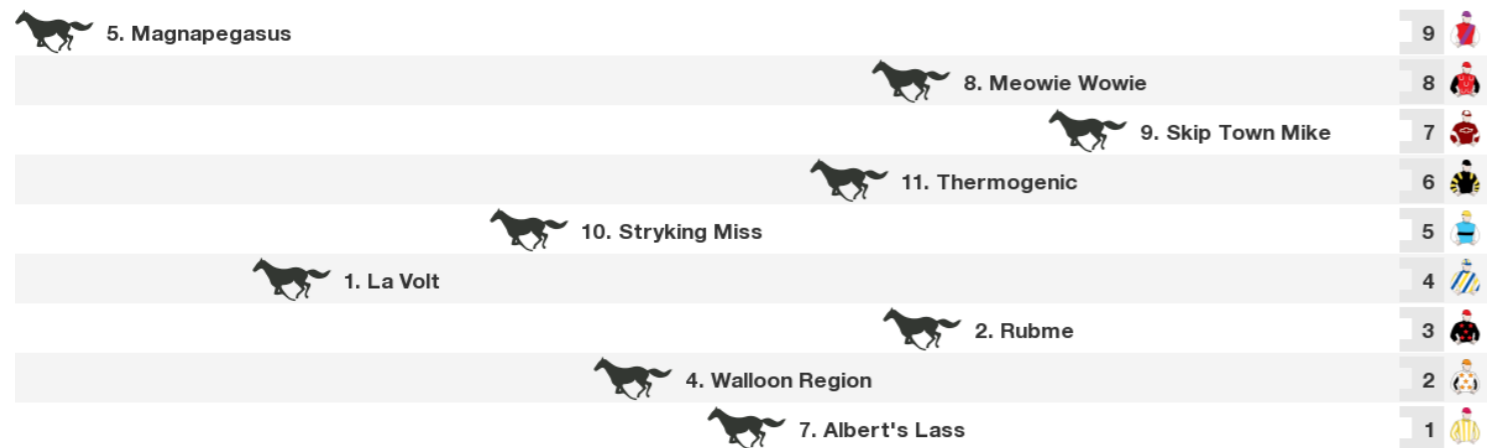 5. Magnapegasus 9
8. Meowie Wowie 8
9. Skip Town Mike 7
11. Thermogenic 6
10. Stryking Miss 5
1. La Volt 4
2. Rubme 3
4. Walloon Region 2
7. Albert's Lass 1